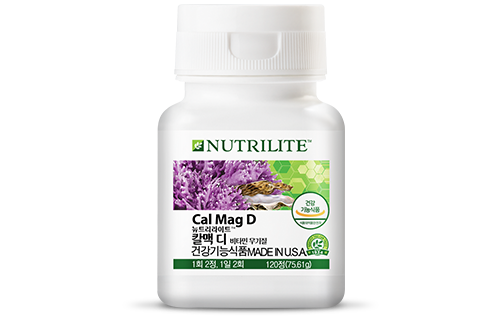 NUTRILITE™
건강
기능식품
Cal Mag D
뉴트리라이트™
칼맥 디 비타민 무기질
건강기능식품MADE IN U.S.A.
1회 2정, 1일 2회 120정(75.61g)